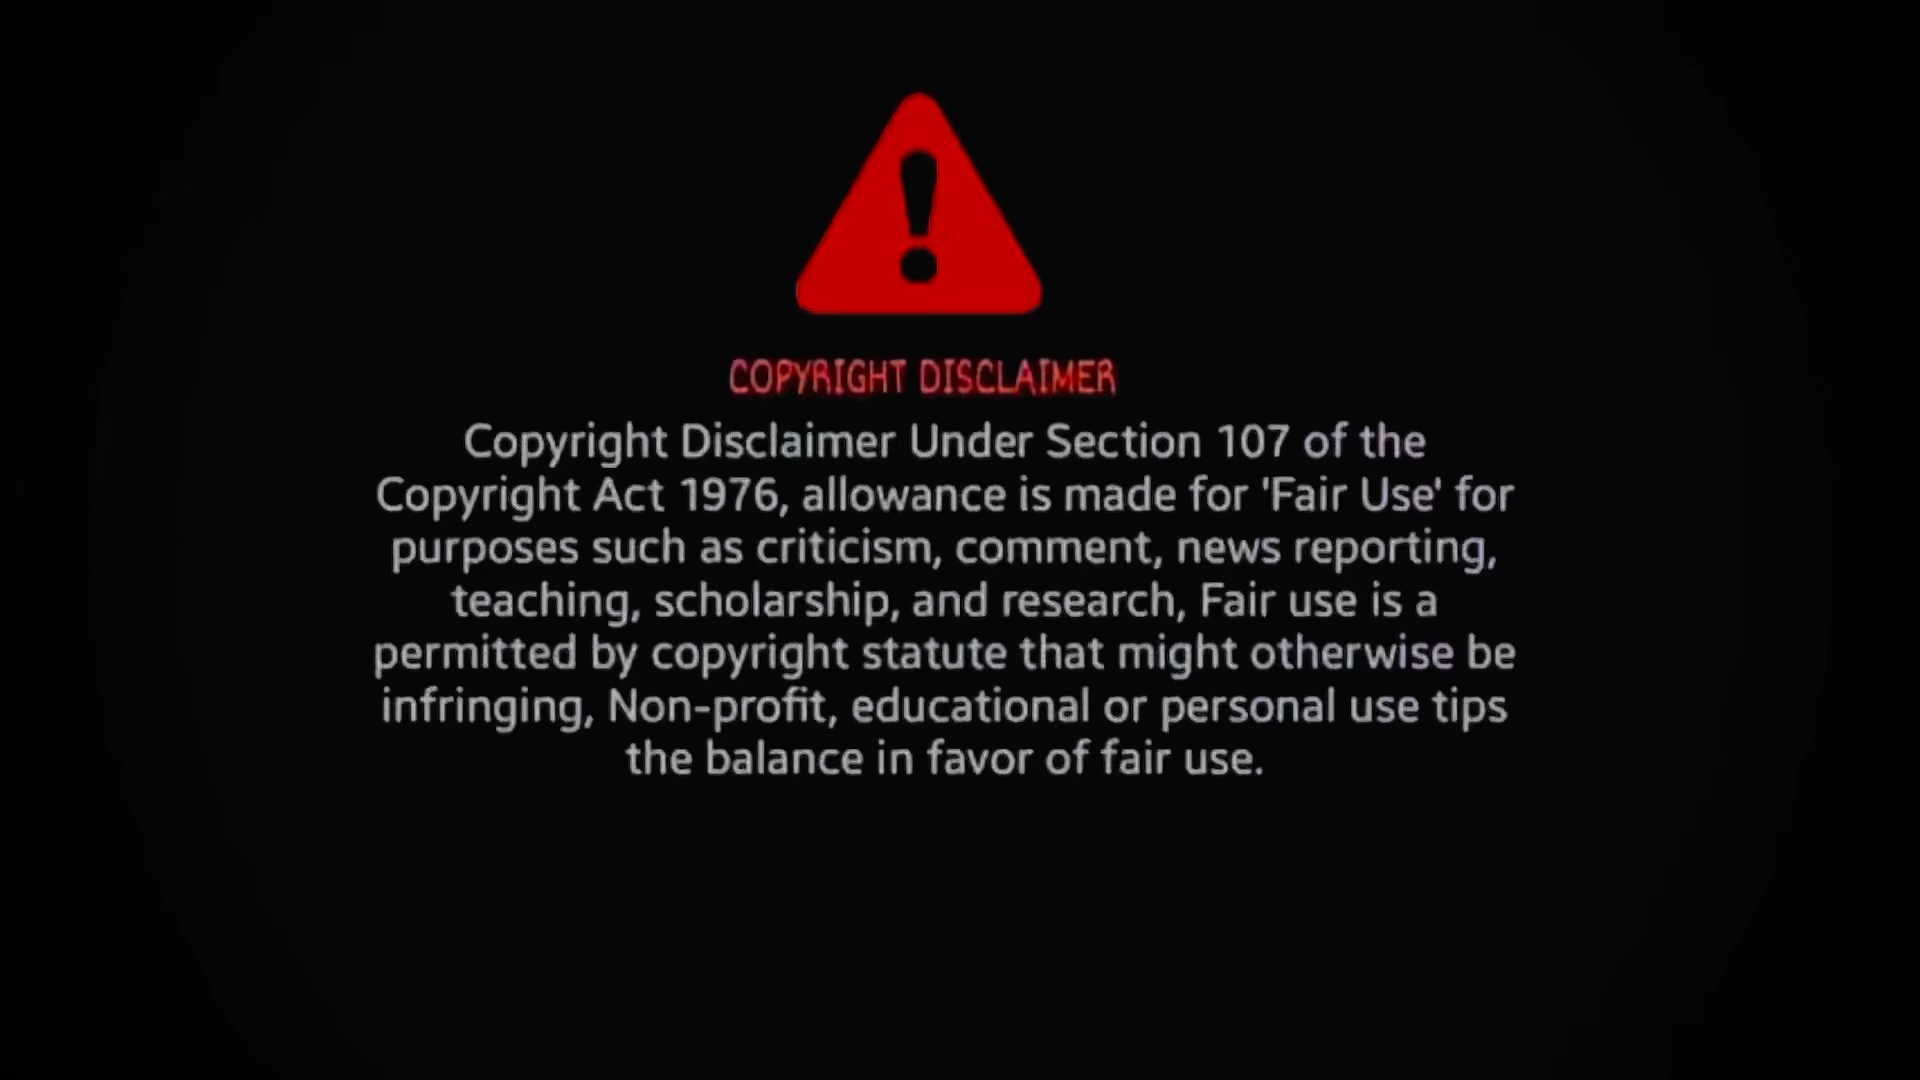 COPYRIGHT DISCLAIMER
Copyright Disclaimer Under Section 107 of the
Copyright Act 1976, allowance is made for 'Fair Use' for
purposes such as criticism, comment, news reporting,
teaching, scholarship, and research, Fair use is a
permitted by copyright statute that might otherwise be
infringing, Non-profit, educational or personal use tips
the balance in favor of fair use.